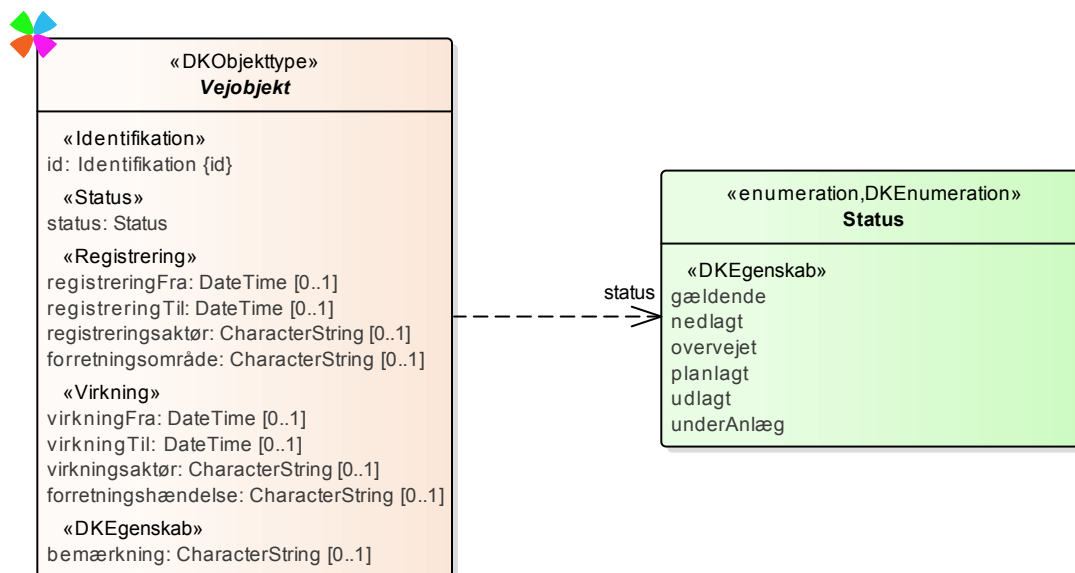 «DKObjekttype»
Vejobjekt
«Identifikation»
id: Identifikation {id}
«Status»
status: Status
«Registrering»
registreringFra: DateTime [0..1]
registreringTil: DateTime [0..1]
registreringsaktør: CharacterString [0..1]
forretningsområde: CharacterString [0..1]
«Virkning»
virkningFra: DateTime [0..1]
virkningTil: DateTime [0..1]
virkningsaktør: CharacterString [0..1]
forretningshændelse: CharacterString [0..1]
«DKEgenskab»
bemærkning: CharacterString [0..1]
status
«enumeration,DKEnumeration»
Status
«DKEgenskab»
gældende
nedlagt
overvejet
planlagt
udlagt
underAnlæg